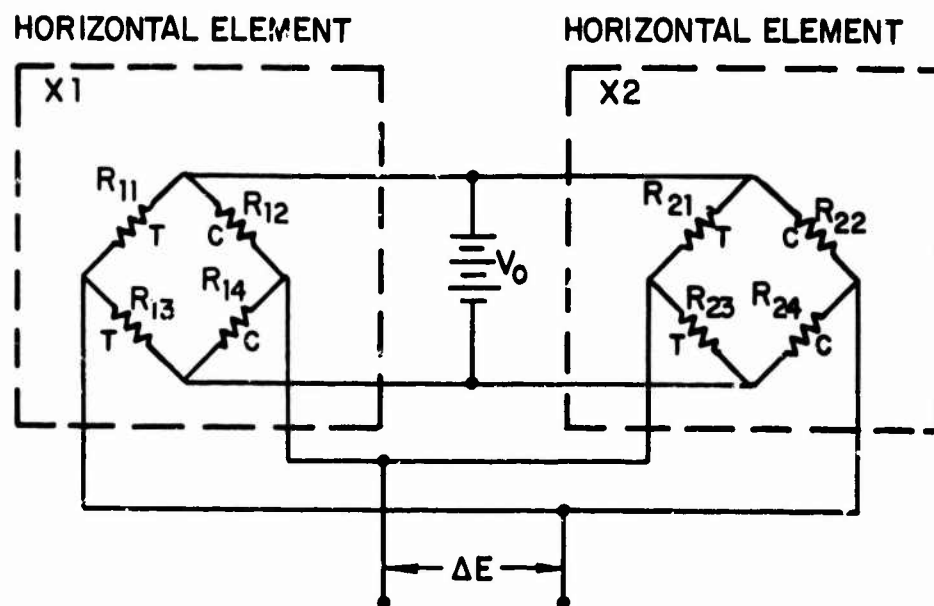 HORIZONTAL ELEMENT
HORIZONTAL ELEMENT
X1
X2
R11
R12
T
C
R13
R14
T
C
V0
R21
R22
T
C
R23
R24
T
C
ΔE